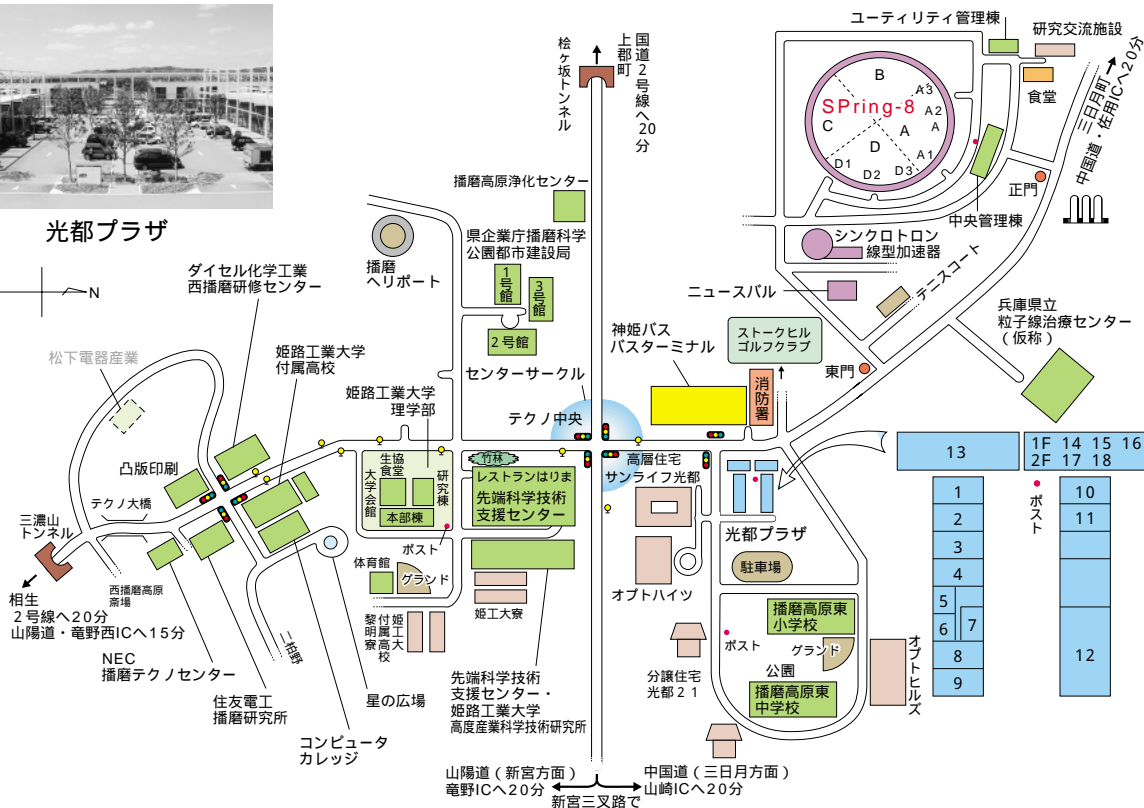 光都プラザ
N
桧ヶ坂トンネル
国道2号線へ20分
上郡町
ユーティリティ管理棟
研究交流施設
食堂
三日月町
中国道・佐用ICへ20分
SPring-8
B
A3
A2
A
C
A
D
A1
D1
D2
D3
正門
中央管理棟
シンクロトロン
線型加速器
ニュースバル
テニスコート
兵庫県立
粒子線治療センター
(仮称)
東門
播磨高原浄化センター
播磨
ヘリポート
県企業庁播磨科学
公園都市建設局
1号館
3号館
2号館
センターサークル
テクノ中央
神姫バス
バスターミナル
ストークヒル
ゴルフクラブ
消防署
ダイセル化学工業
西播磨研修センター
松下電器産業
姫路工業大学
付属高校
姫路工業大学
理学部
凸版印刷
テクノ大橋
三濃山
トンネル
相生
2号線へ20分
山陽道・竜野西ICへ15分
西播磨高原
斎場
NEC
播磨テクノセンター
住友電工
播磨研究所
コンピュータ
カレッジ
星の広場
二柏野
生協
食堂
大学会館
研究棟
本部棟
ポスト
体育館
グランド
姫工大
付属高校
黎明寮
竹林
レストランはりま
先端科学技術
支援センター
姫工大寮
先端科学技術
支援センター・
姫路工業大学
高度産業科学技術研究所
高層住宅
サンライフ光都
オプトハイツ
光都プラザ
駐車場
分譲住宅
光都21
ポスト
播磨高原東
小学校
グランド
公園
播磨高原東
中学校
オプトヒルズ
13
1F 14 15 16
2F 17 18
1
2
3
4
5
6
7
8
9
ポスト
10
11
12
山陽道(新宮方面)
竜野ICへ20分
中国道(三日月方面)
山崎ICへ20分
新宮三叉路で